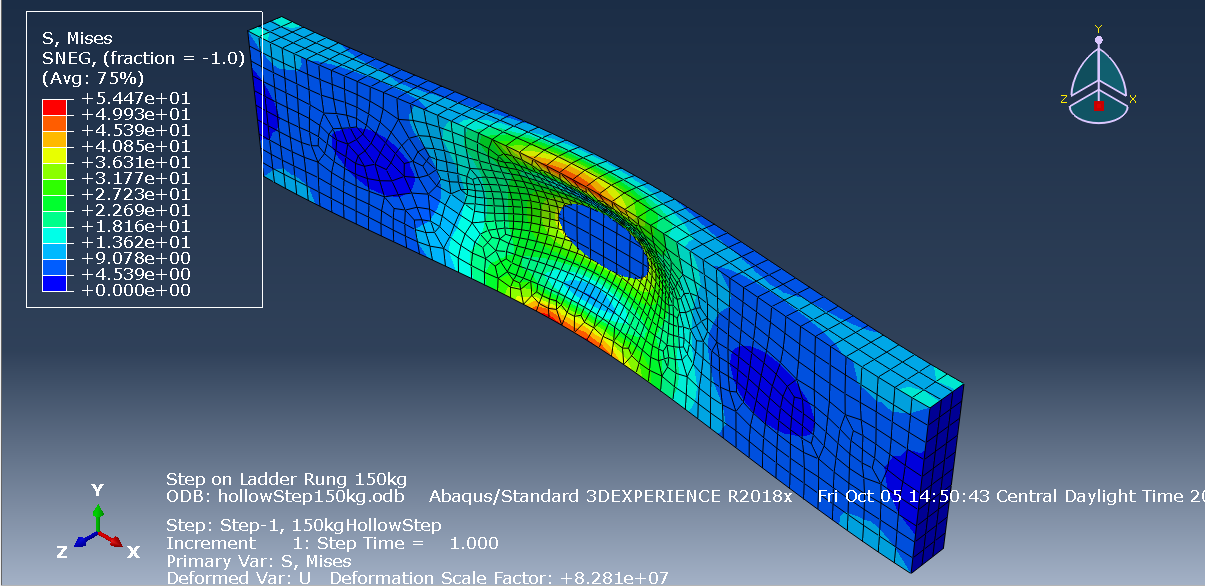 S, Mises
SNEG, (fraction = -1.0)
(Avg: 75%)
+5.447e+01
+4.993e+01
+4.539e+01
+4.085e+01
+3.631e+01
+3.177e+01
+2.723e+01
+2.269e+01
+1.816e+01
+1.362e+01
+9.078e+00
+4.539e+00
+0.000e+00
Y
Z
X
Y
Z
X
Step on Ladder Rung 150kg
ODB: hollowStep150kg.odb Abaqus/Standard 3DEXPERIENCE R2018x Fri Oct 05 14:50:43 Central Daylight Time 20
Step: Step-1, 150kgHollowStep
Increment 1: Step Time = 1.000
Primary Var: S, Mises
Deformed Var: U Deformation Scale Factor: +8.281e+07